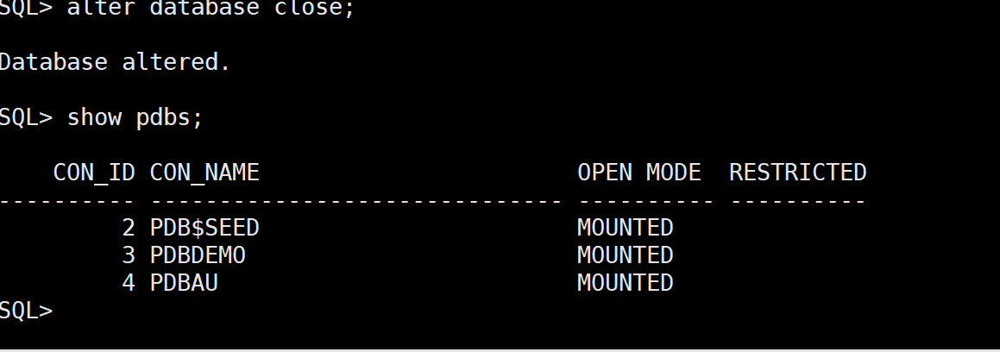 SQL> alter database close;
Database altered.
SQL> show pdbs;
CON_ID CON_NAME OPEN MODE RESTRICTED
---------- ------------------------------ ---------- ----------
2 PDB$SEED MOUNTED
3 PDBDEMO MOUNTED
4 PDBAU MOUNTED
SQL>